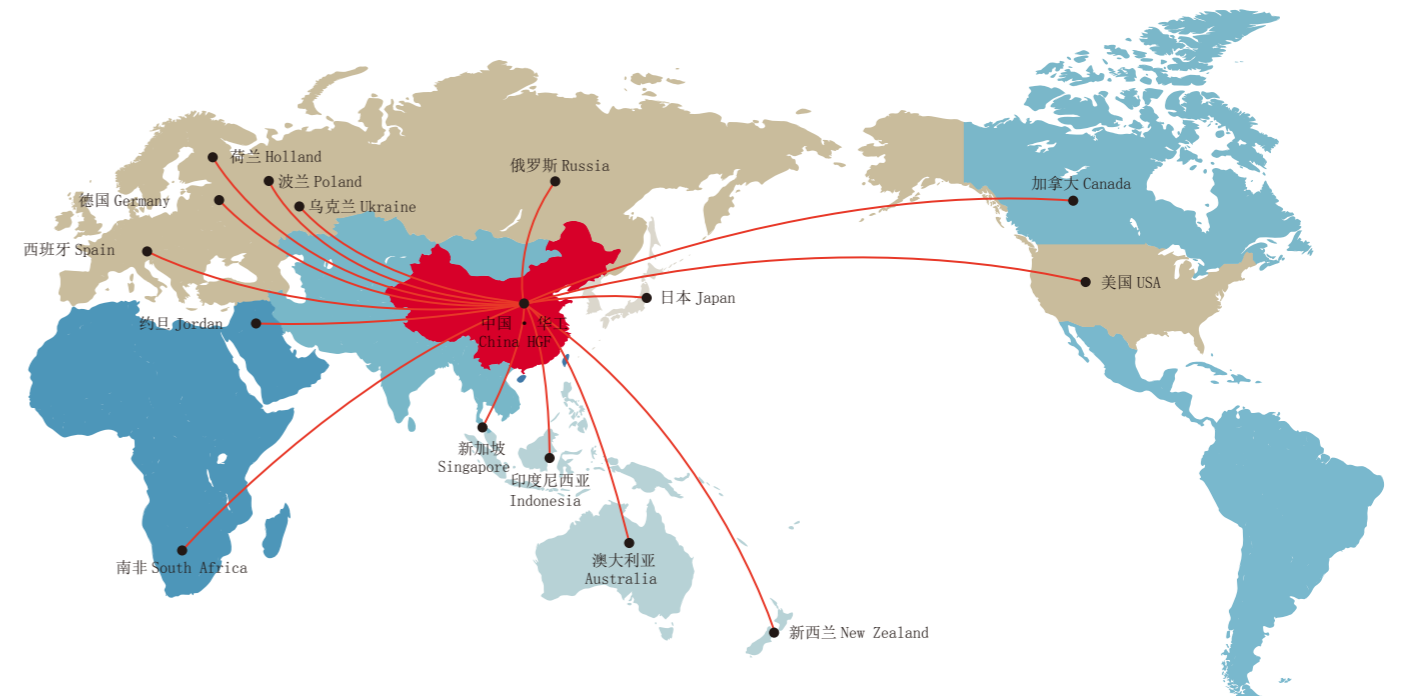 荷兰 Holland
俄罗斯 Russia
波兰 Poland
加拿大 Canada
德国 Germany
乌克兰 Ukraine
西班牙 Spain
美国 USA
日本 Japan
约旦 Jordan
中国 · 华工
China HGF
新加坡
Singapore
印度尼西亚
Indonesia
澳大利亚
Australia
南非 South Africa
新西兰 New Zealand